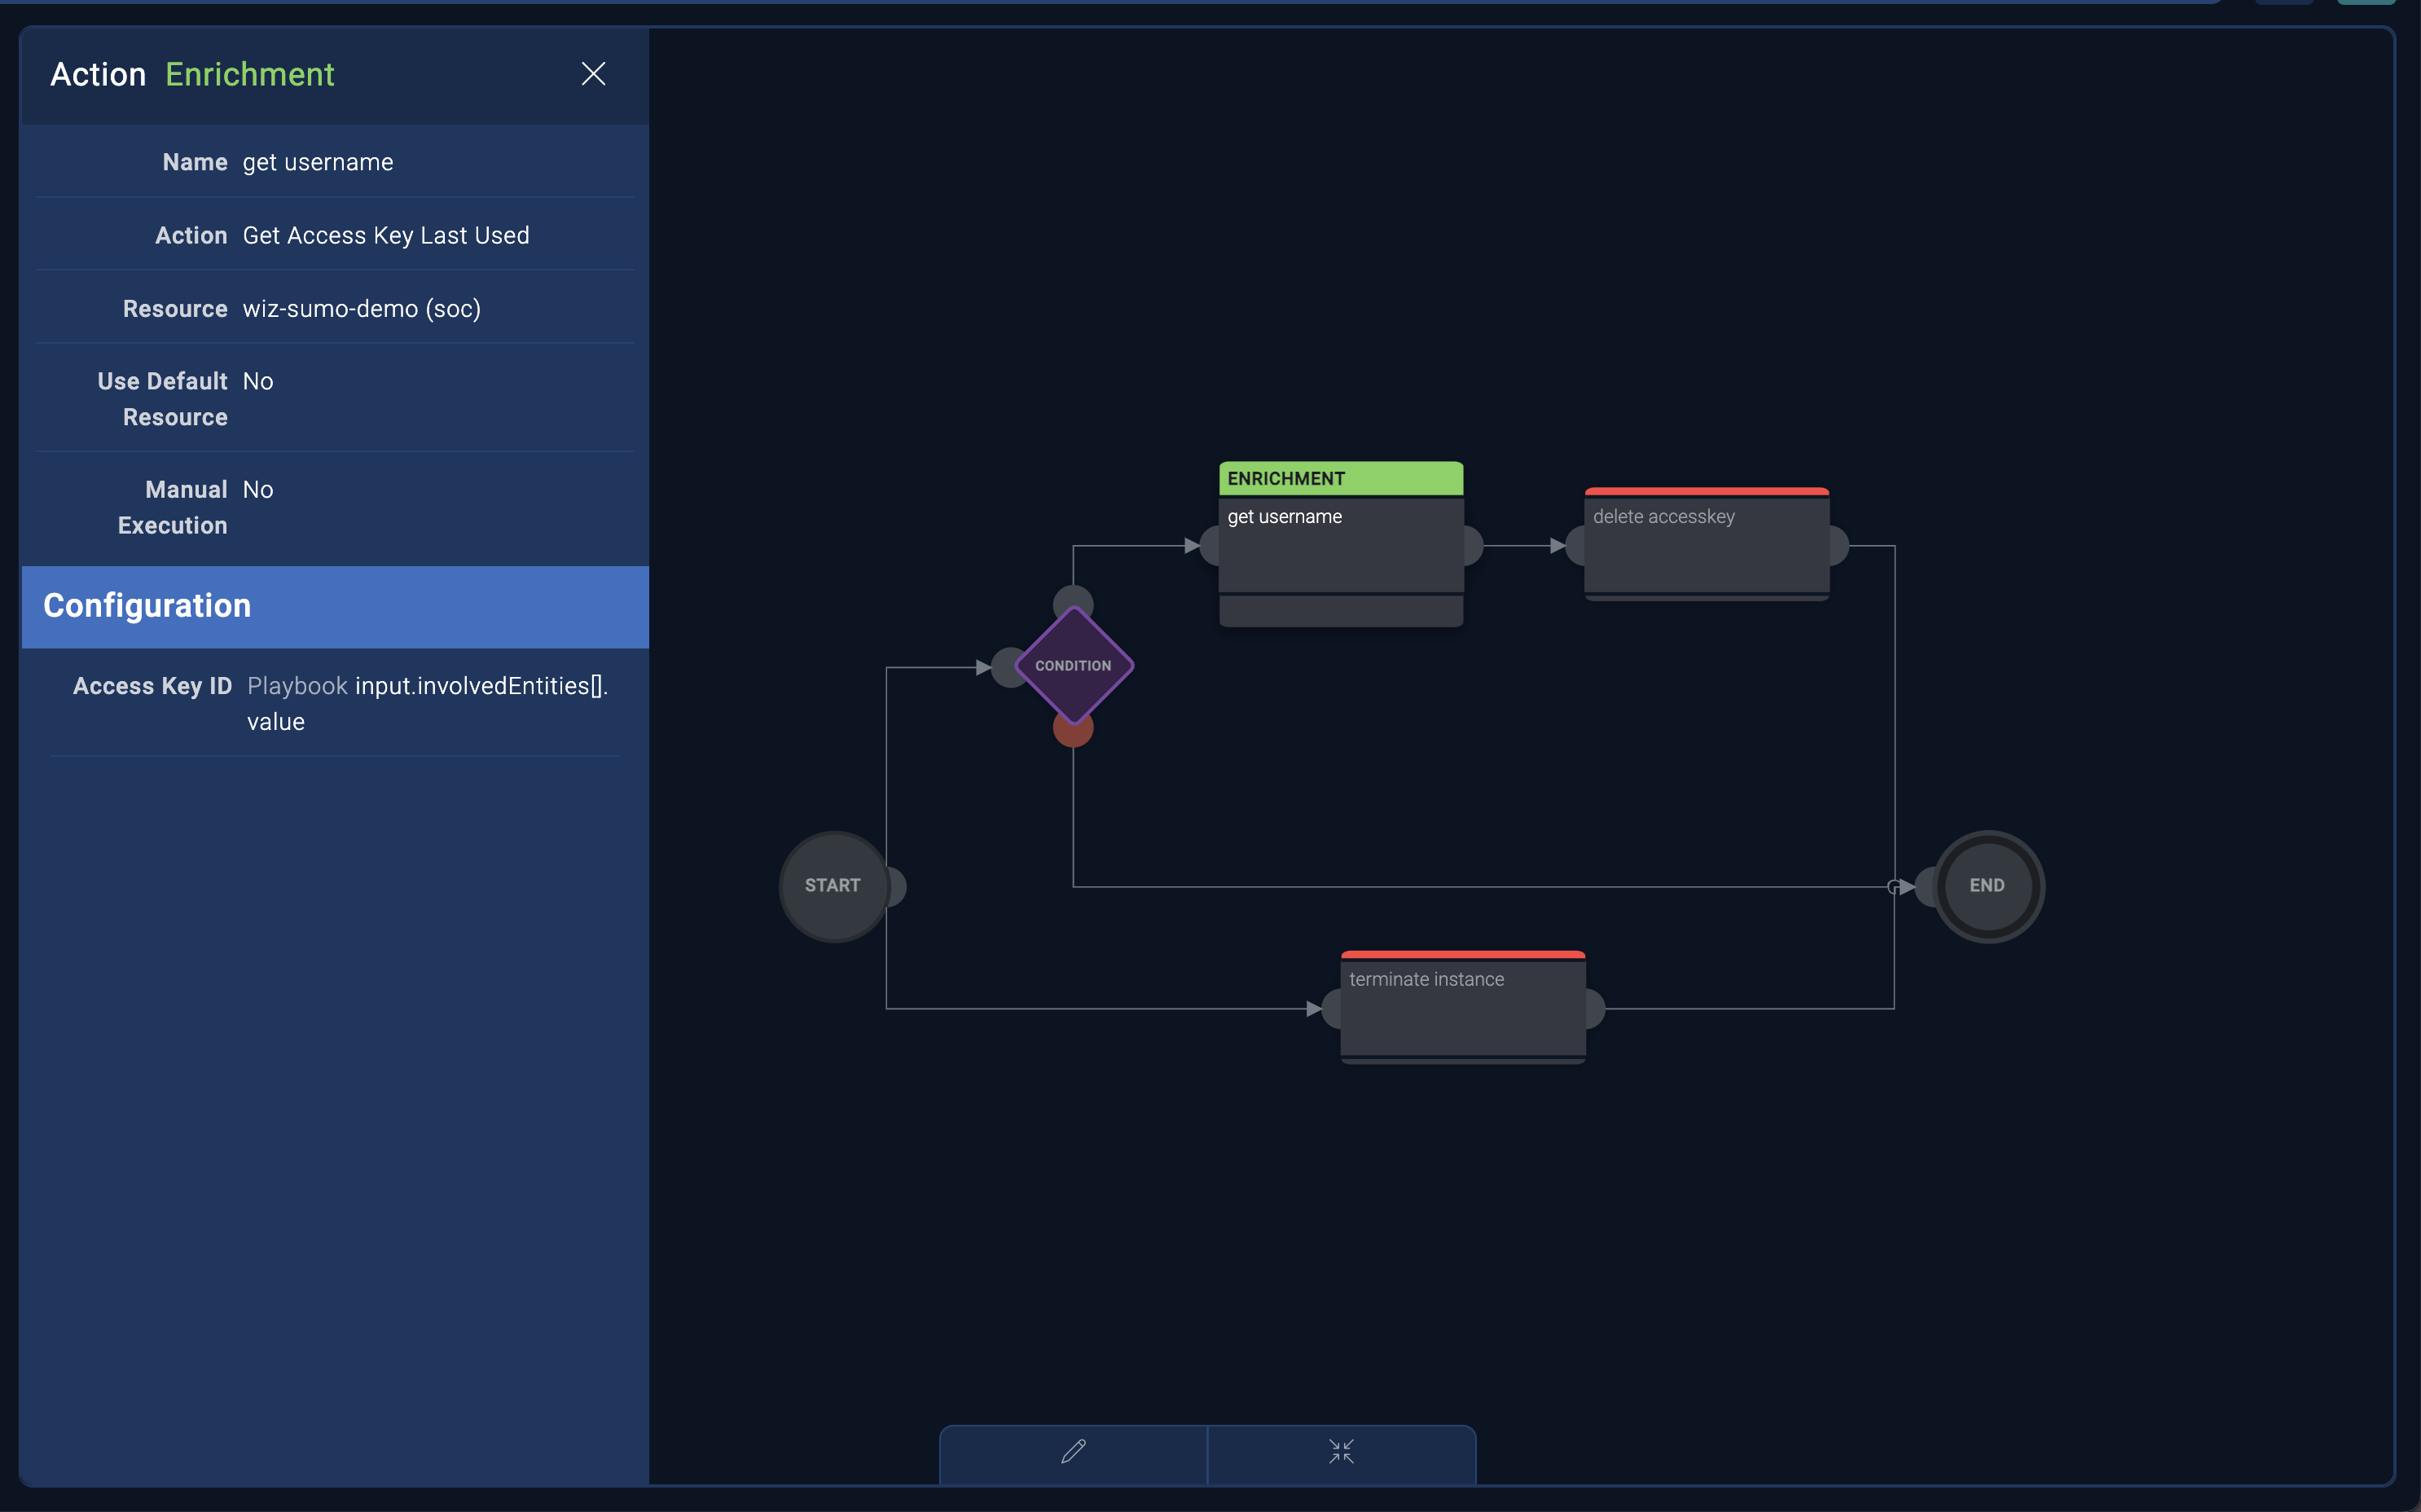 Action Enrichment
Name get username
Action Get Access Key Last Used
Resource wiz-sumo-demo (soc)
Use Default No
Resource
Manual No
Execution
Configuration
Access Key ID Playbook input.involvedEntities[].
value
ENRICHMENT
get username
delete accesskey
CONDITION
START
END
terminate instance